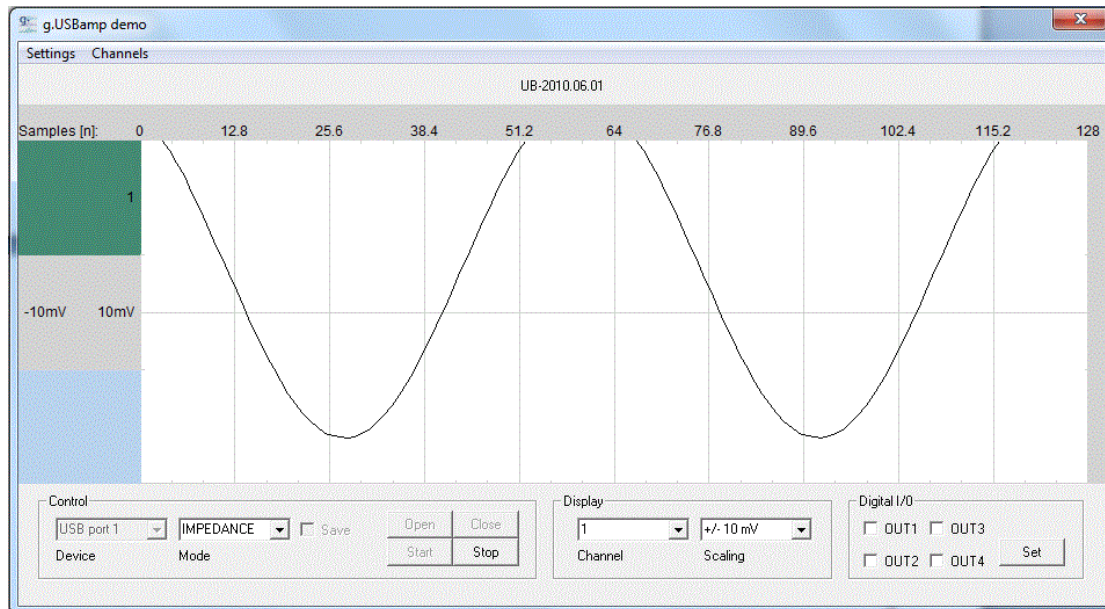 g.USBamp demo
Settings Channels
UB-2010.06.01
Samples [n]: 0 12.8 25.6 38.4 51.2 64 76.8 89.6 102.4 115.2 128
1
-10mV 10mV
Control
USB port 1 IMPEDANCE Save Open Close
Device Mode Start Stop
Display
1 +/- 10 mV
Channel Scaling
Digital I/O
OUT1 OUT3
OUT2 OUT4 Set